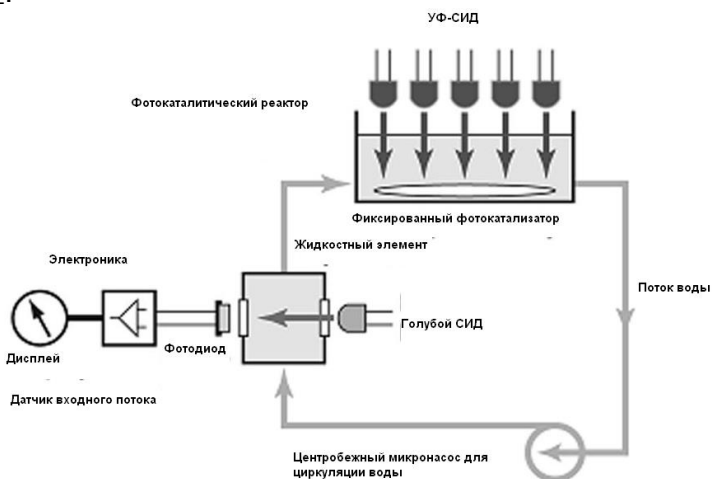 УФ-СИД
Фотокаталитический реактор
Фиксированный фотокатализатор
Жидкостный элемент
Электроника
Поток воды
Голубой СИД
Фотодиод
Дисплей
Датчик входного потока
Центробежный микронасос для
циркуляции воды